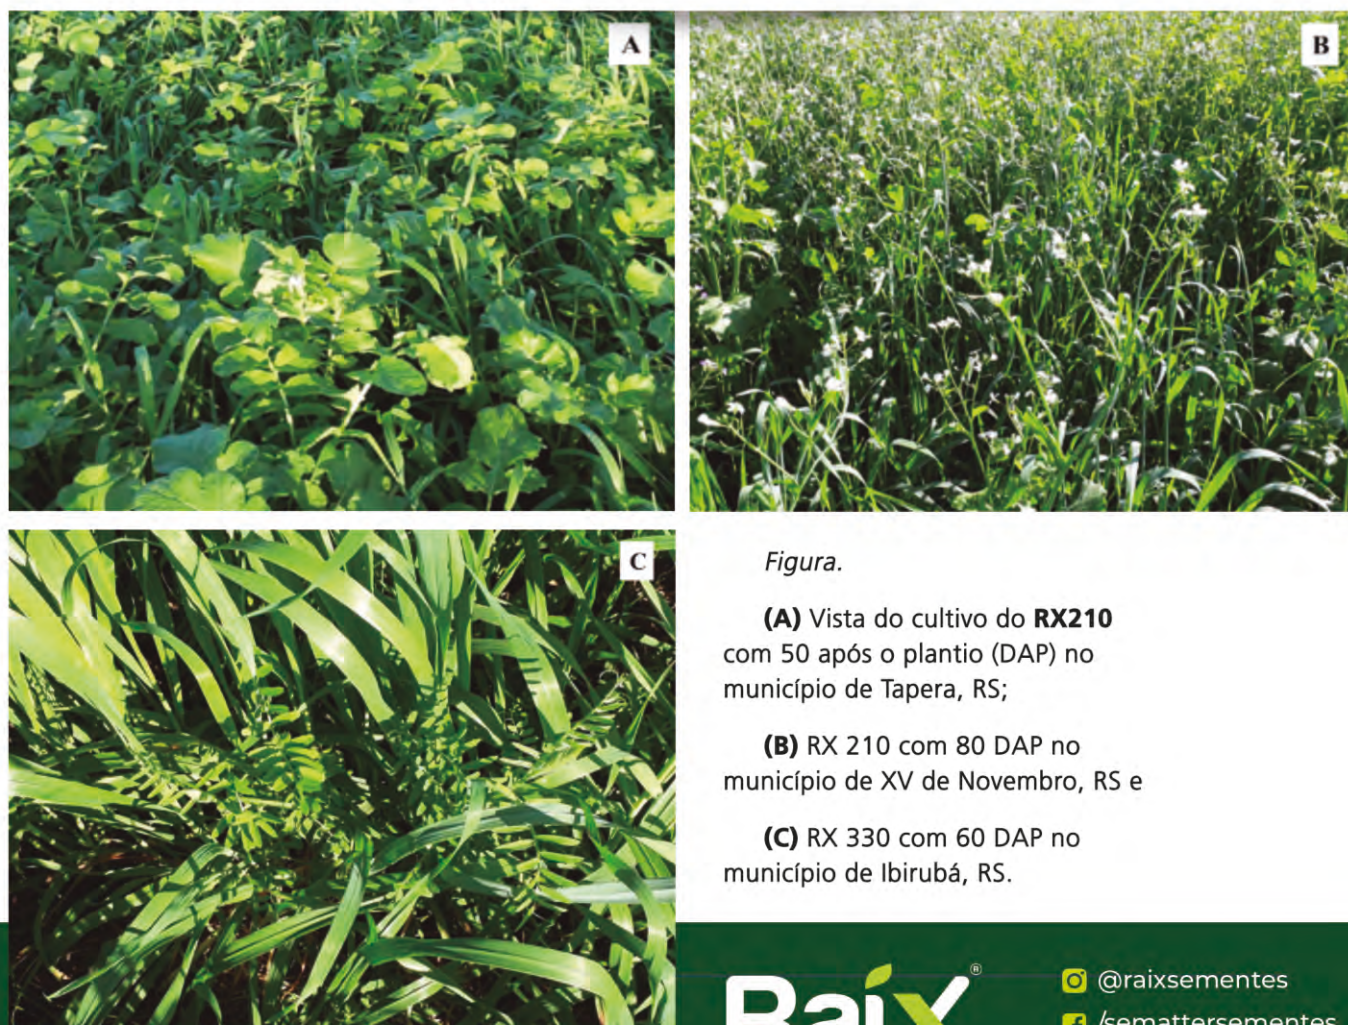 A
B
C
Figura.
(A) Vista do cultivo do RX210
com 50 após o plantio (DAP) no
município de Tapera, RS;
(B) RX 210 com 80 DAP no
município de XV de Novembro, RS e
(C) RX 330 com 60 DAP no
município de Ibirubá, RS.
Raix®
@raixsementes
/semattersementes